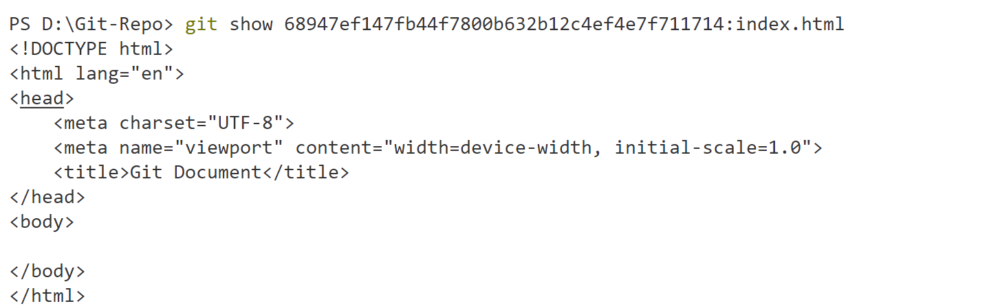 PS D:\Git-Repo> git show 68947ef147fb44f7800b632b12c4ef4e7f711714:index.html
<!DOCTYPE html>
<html lang="en">
<head>
    <meta charset="UTF-8">
    <meta name="viewport" content="width=device-width, initial-scale=1.0">
    <title>Git Document</title>
</head>
<body>

</body>
</html>